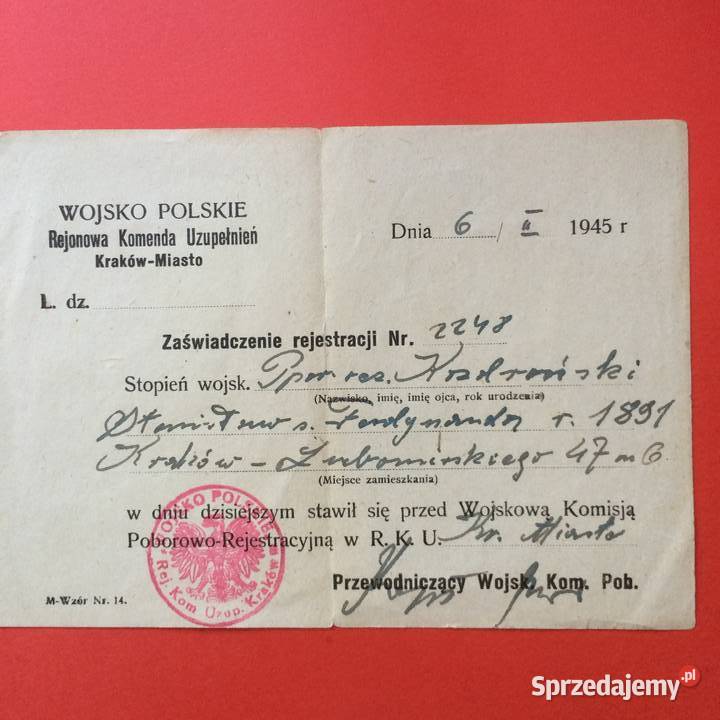 WOJSKO POLSKIE
Rejonowa Komenda Uzupełnień
Kraków-Miasto
Dnia 6 / II 1945 r
L. dz.
Zaświadczenie rejestracji Nr. 2248
Stopień wojsk. Ppor. rez.
(Nazwisko, imię, imię ojca, rok urodzenia)
Stanisław s. Ferdynanda r. 1891
Kraków - Lubomirskiego 47 m 6
(Miejsce zamieszkania)
w dniu dzisiejszym stawił się przed Wojskową Komisją
Poborowo-Rejestracyjną w R. K. U. Kr. Miasto
Przewodniczący Wojsk. Kom. Pob.
M-Wzór Nr. 14.
WOJSKO POLSKIE
Rej. Kom. Uzup. Kraków
Sprzedajemy.pl